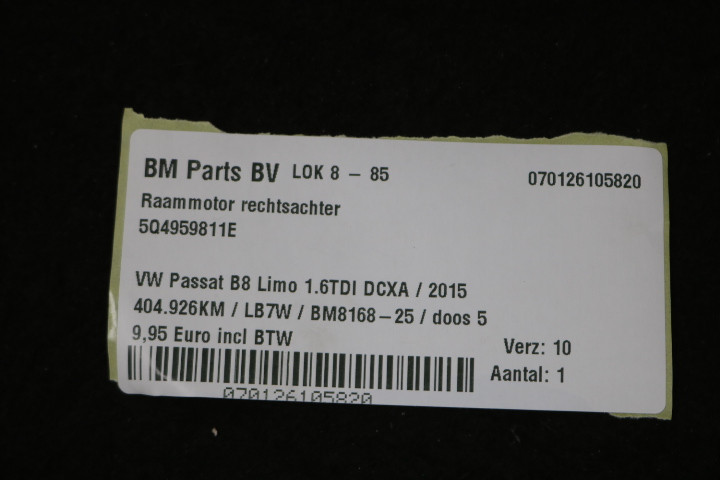 BM Parts BV LOK 8 – 85 070126105820
Raammotor rechtsachter
5Q4959811E
VW Passat B8 Limo 1.6TDI DCXA / 2015
404.926KM / LB7W / BM8168–25 / doos 5
9,95 Euro incl BTW
Verz: 10
Aantal: 1
070126105820